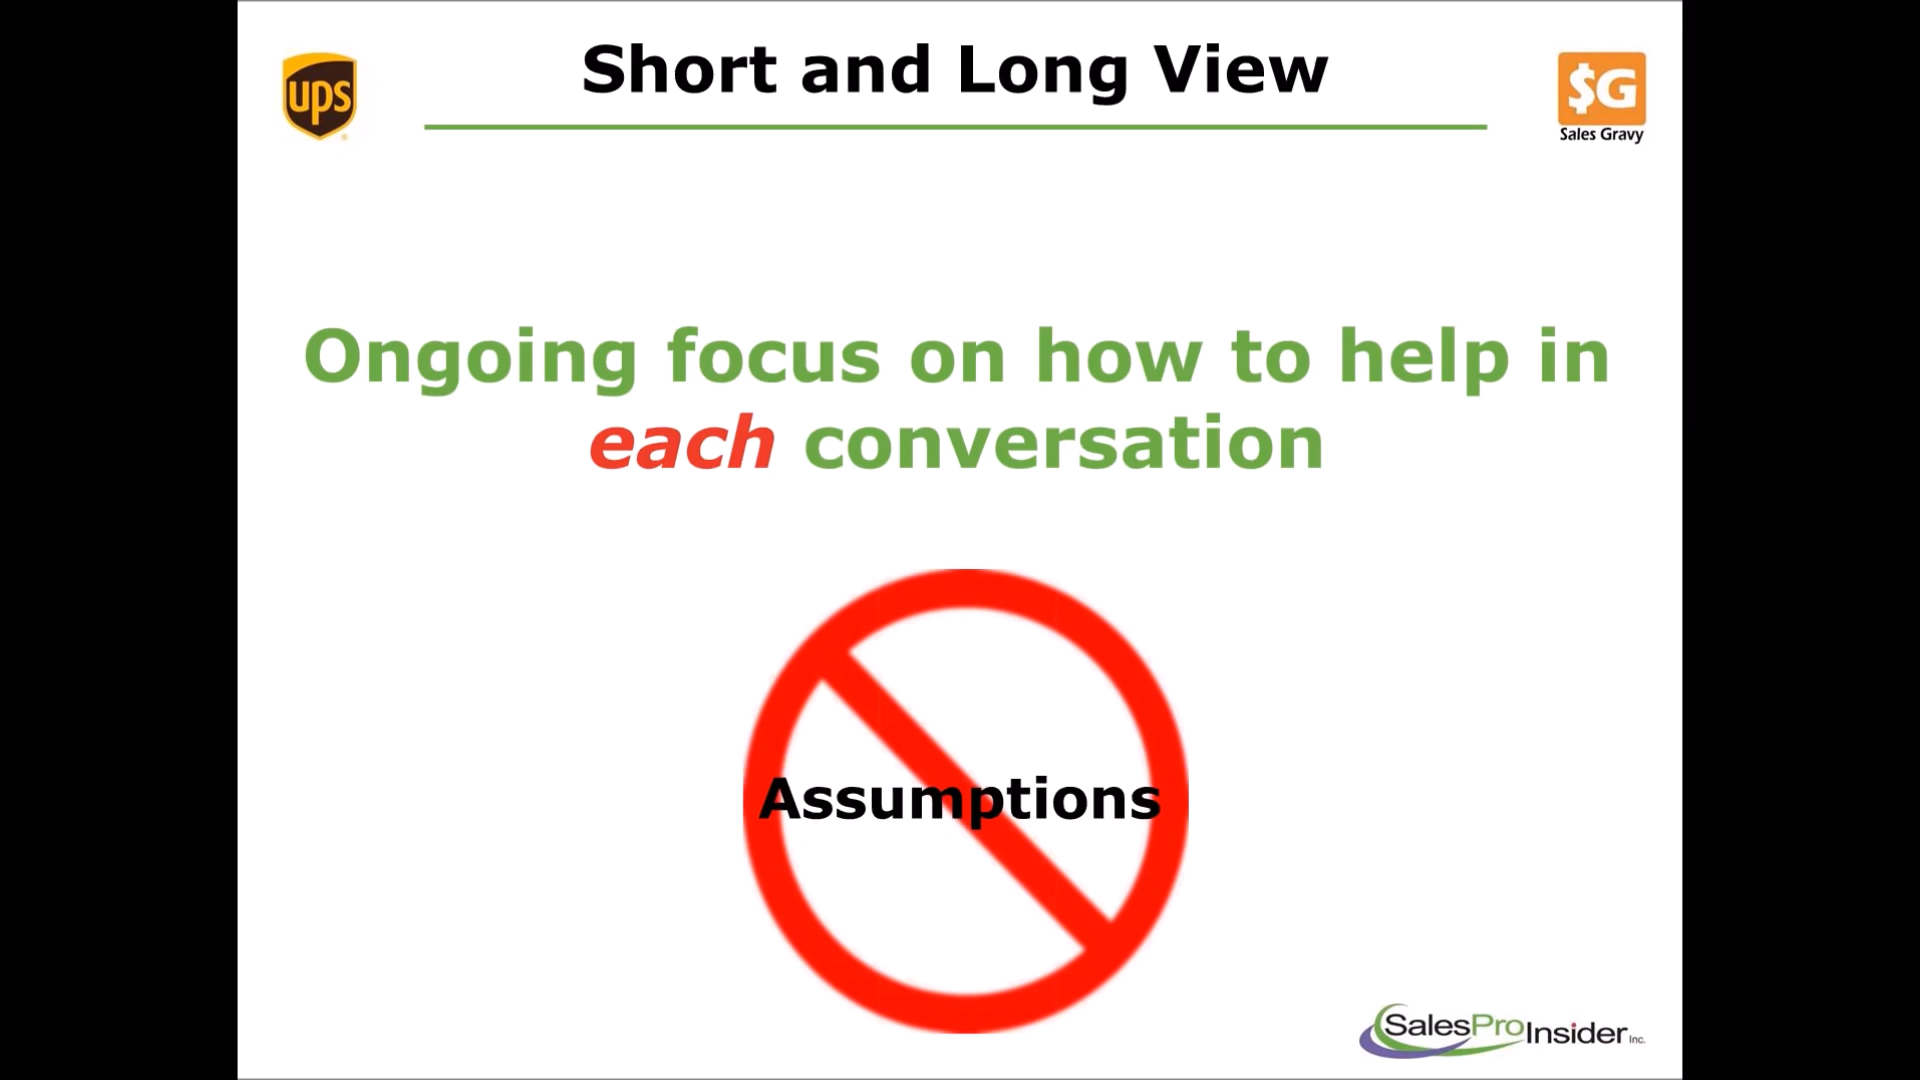 Short and Long View
ups
$G
Sales Gravy
Ongoing focus on how to help in
each conversation
Assumptions
SalesProInsider Inc.